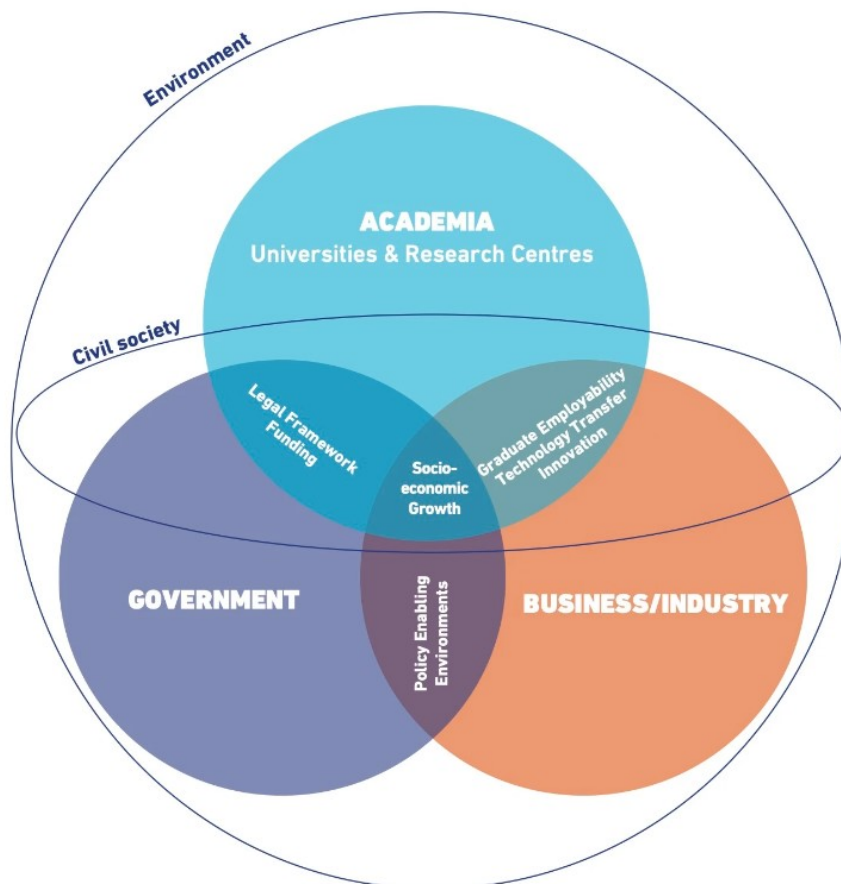 Environment
ACADEMIA
Universities & Research Centres
Civil society
Legal Framework
Funding
Graduate Employability
Technology Transfer
Innovation
Socio-
economic
Growth
GOVERNMENT
BUSINESS/INDUSTRY
Policy Enabling
Environments